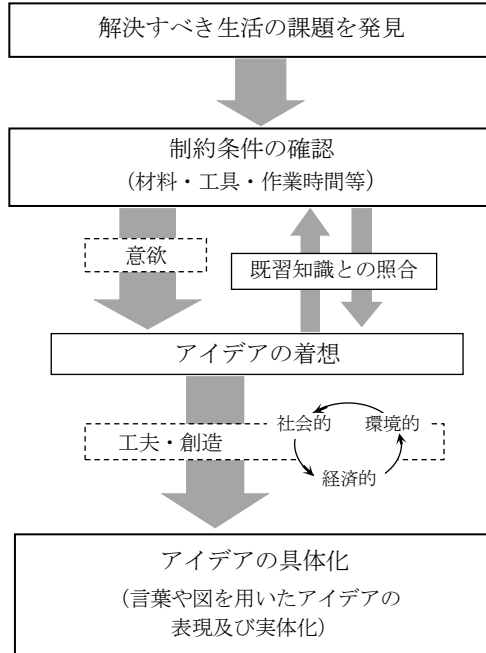 解決すべき生活の課題を発見
制約条件の確認
（材料・工具・作業時間等）
意欲
既習知識との照合
アイデアの着想
工夫・創造
社会的
環境的
経済的
アイデアの具体化
（言葉や図を用いたアイデアの
表現及び実体化）